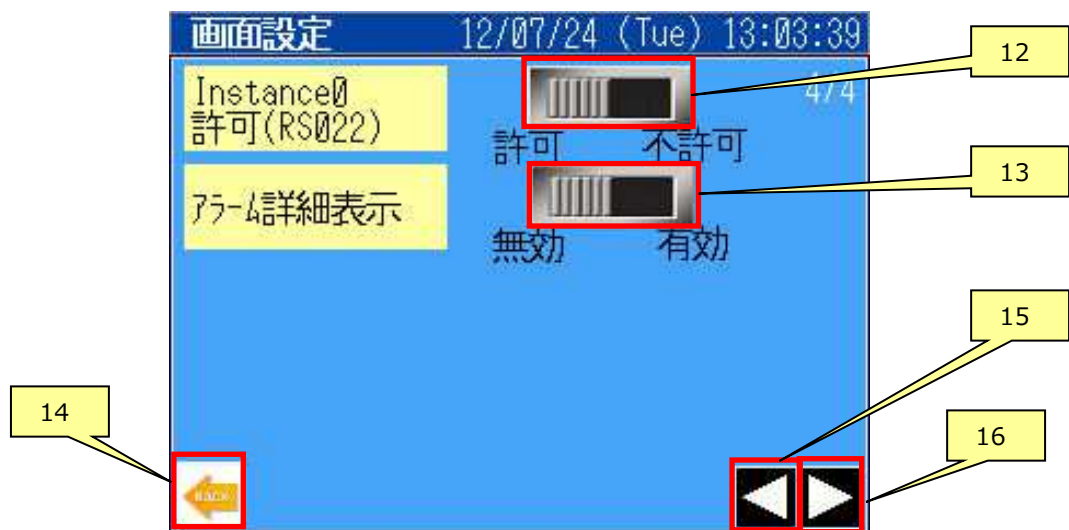 画面設定 12/07/24 (Tue) 13:03:39
4/4
Instance0
許可(RS022)
許可 不許可
ｱﾗｰﾑ詳細表示
無効 有効
BACK
12
13
14
15
16